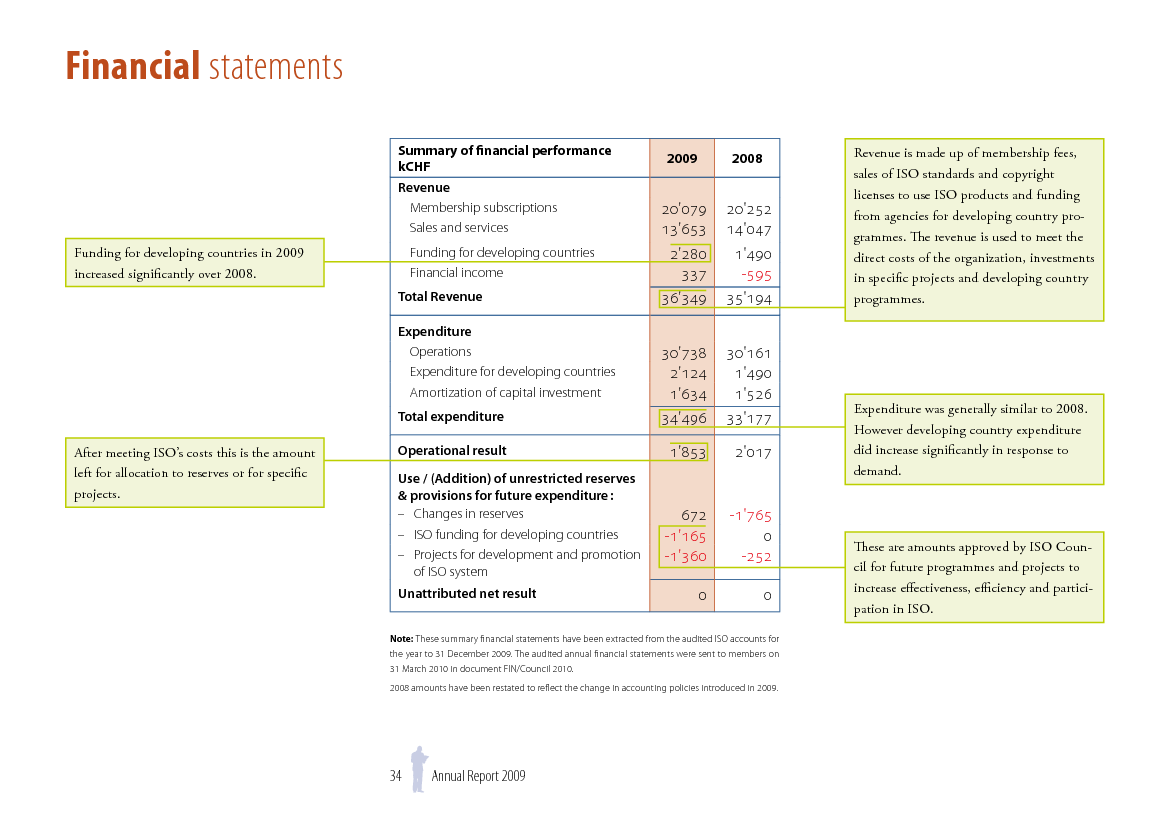 Financial statements
Summary of financial performance
kCHF 2009 2008
Revenue
Membership subscriptions 20'079 20'252
Sales and services 13'653 14'047
Funding for developing countries 2'280 1'490
Financial income 337 -595
Total Revenue 36'349 35'194
Expenditure
Operations 30'738 30'161
Expenditure for developing countries 2'124 1'490
Amortization of capital investment 1'634 1'526
Total expenditure 34'496 33'177
Operational result 1'853 2'017
Use / (Addition) of unrestricted reserves
& provisions for future expenditure :
– Changes in reserves 672 -1'765
– ISO funding for developing countries -1'165 0
– Projects for development and promotion -1'360 -252
of ISO system
Unattributed net result 0 0
Funding for developing countries in 2009
increased significantly over 2008.
After meeting ISO's costs this is the amount
left for allocation to reserves or for specific
projects.
Revenue is made up of membership fees,
sales of ISO standards and copyright
licenses to use ISO products and funding
from agencies for developing country pro-
grammes. The revenue is used to meet the
direct costs of the organization, investments
in specific projects and developing country
programmes.
Expenditure was generally similar to 2008.
However developing country expenditure
did increase significantly in response to
demand.
These are amounts approved by ISO Coun-
cil for future programmes and projects to
increase effectiveness, efficiency and partici-
pation in ISO.
Note: These summary financial statements have been extracted from the audited ISO accounts for
the year to 31 December 2009. The audited annual financial statements were sent to members on
31 March 2010 in document FIN/Council 2010.
2008 amounts have been restated to reflect the change in accounting policies introduced in 2009.
34 Annual Report 2009